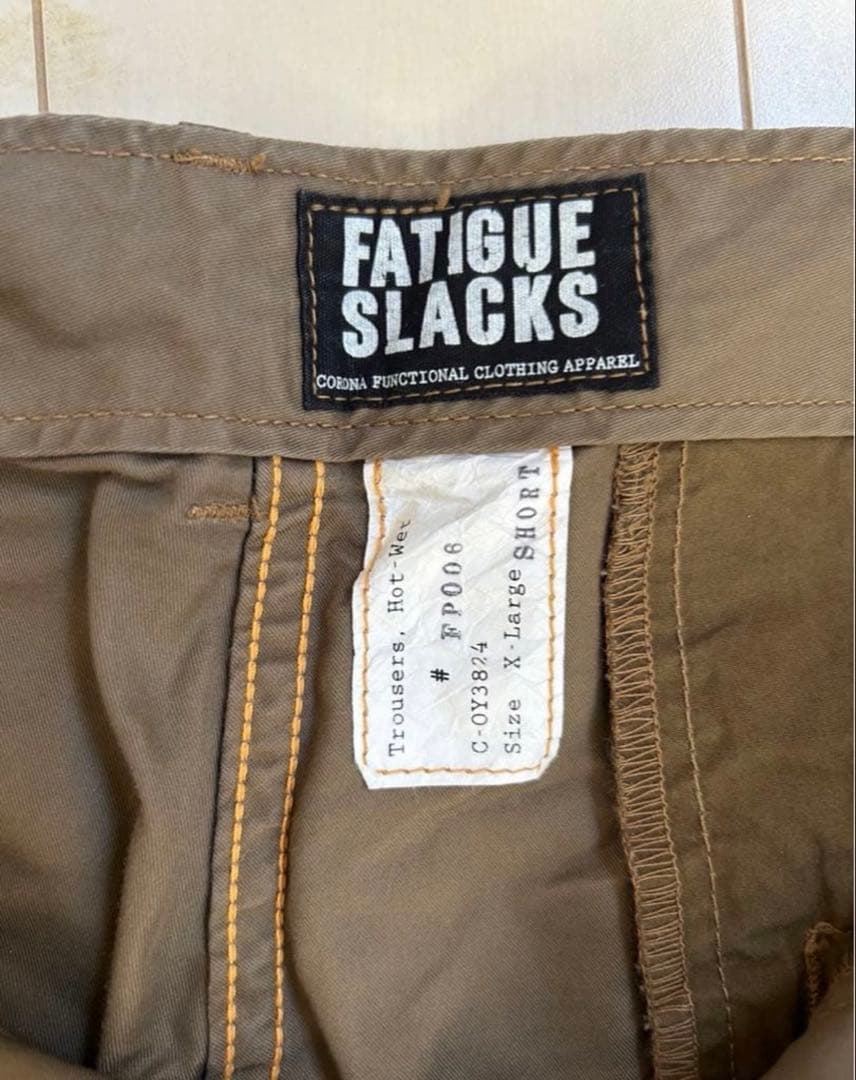 FATIGUE
SLACKS
CORONA FUNCTIONAL CLOTHING APPAREL
Trousers, Hot-Wet
# FP006
C-OY3824
Size X-Large SHORT